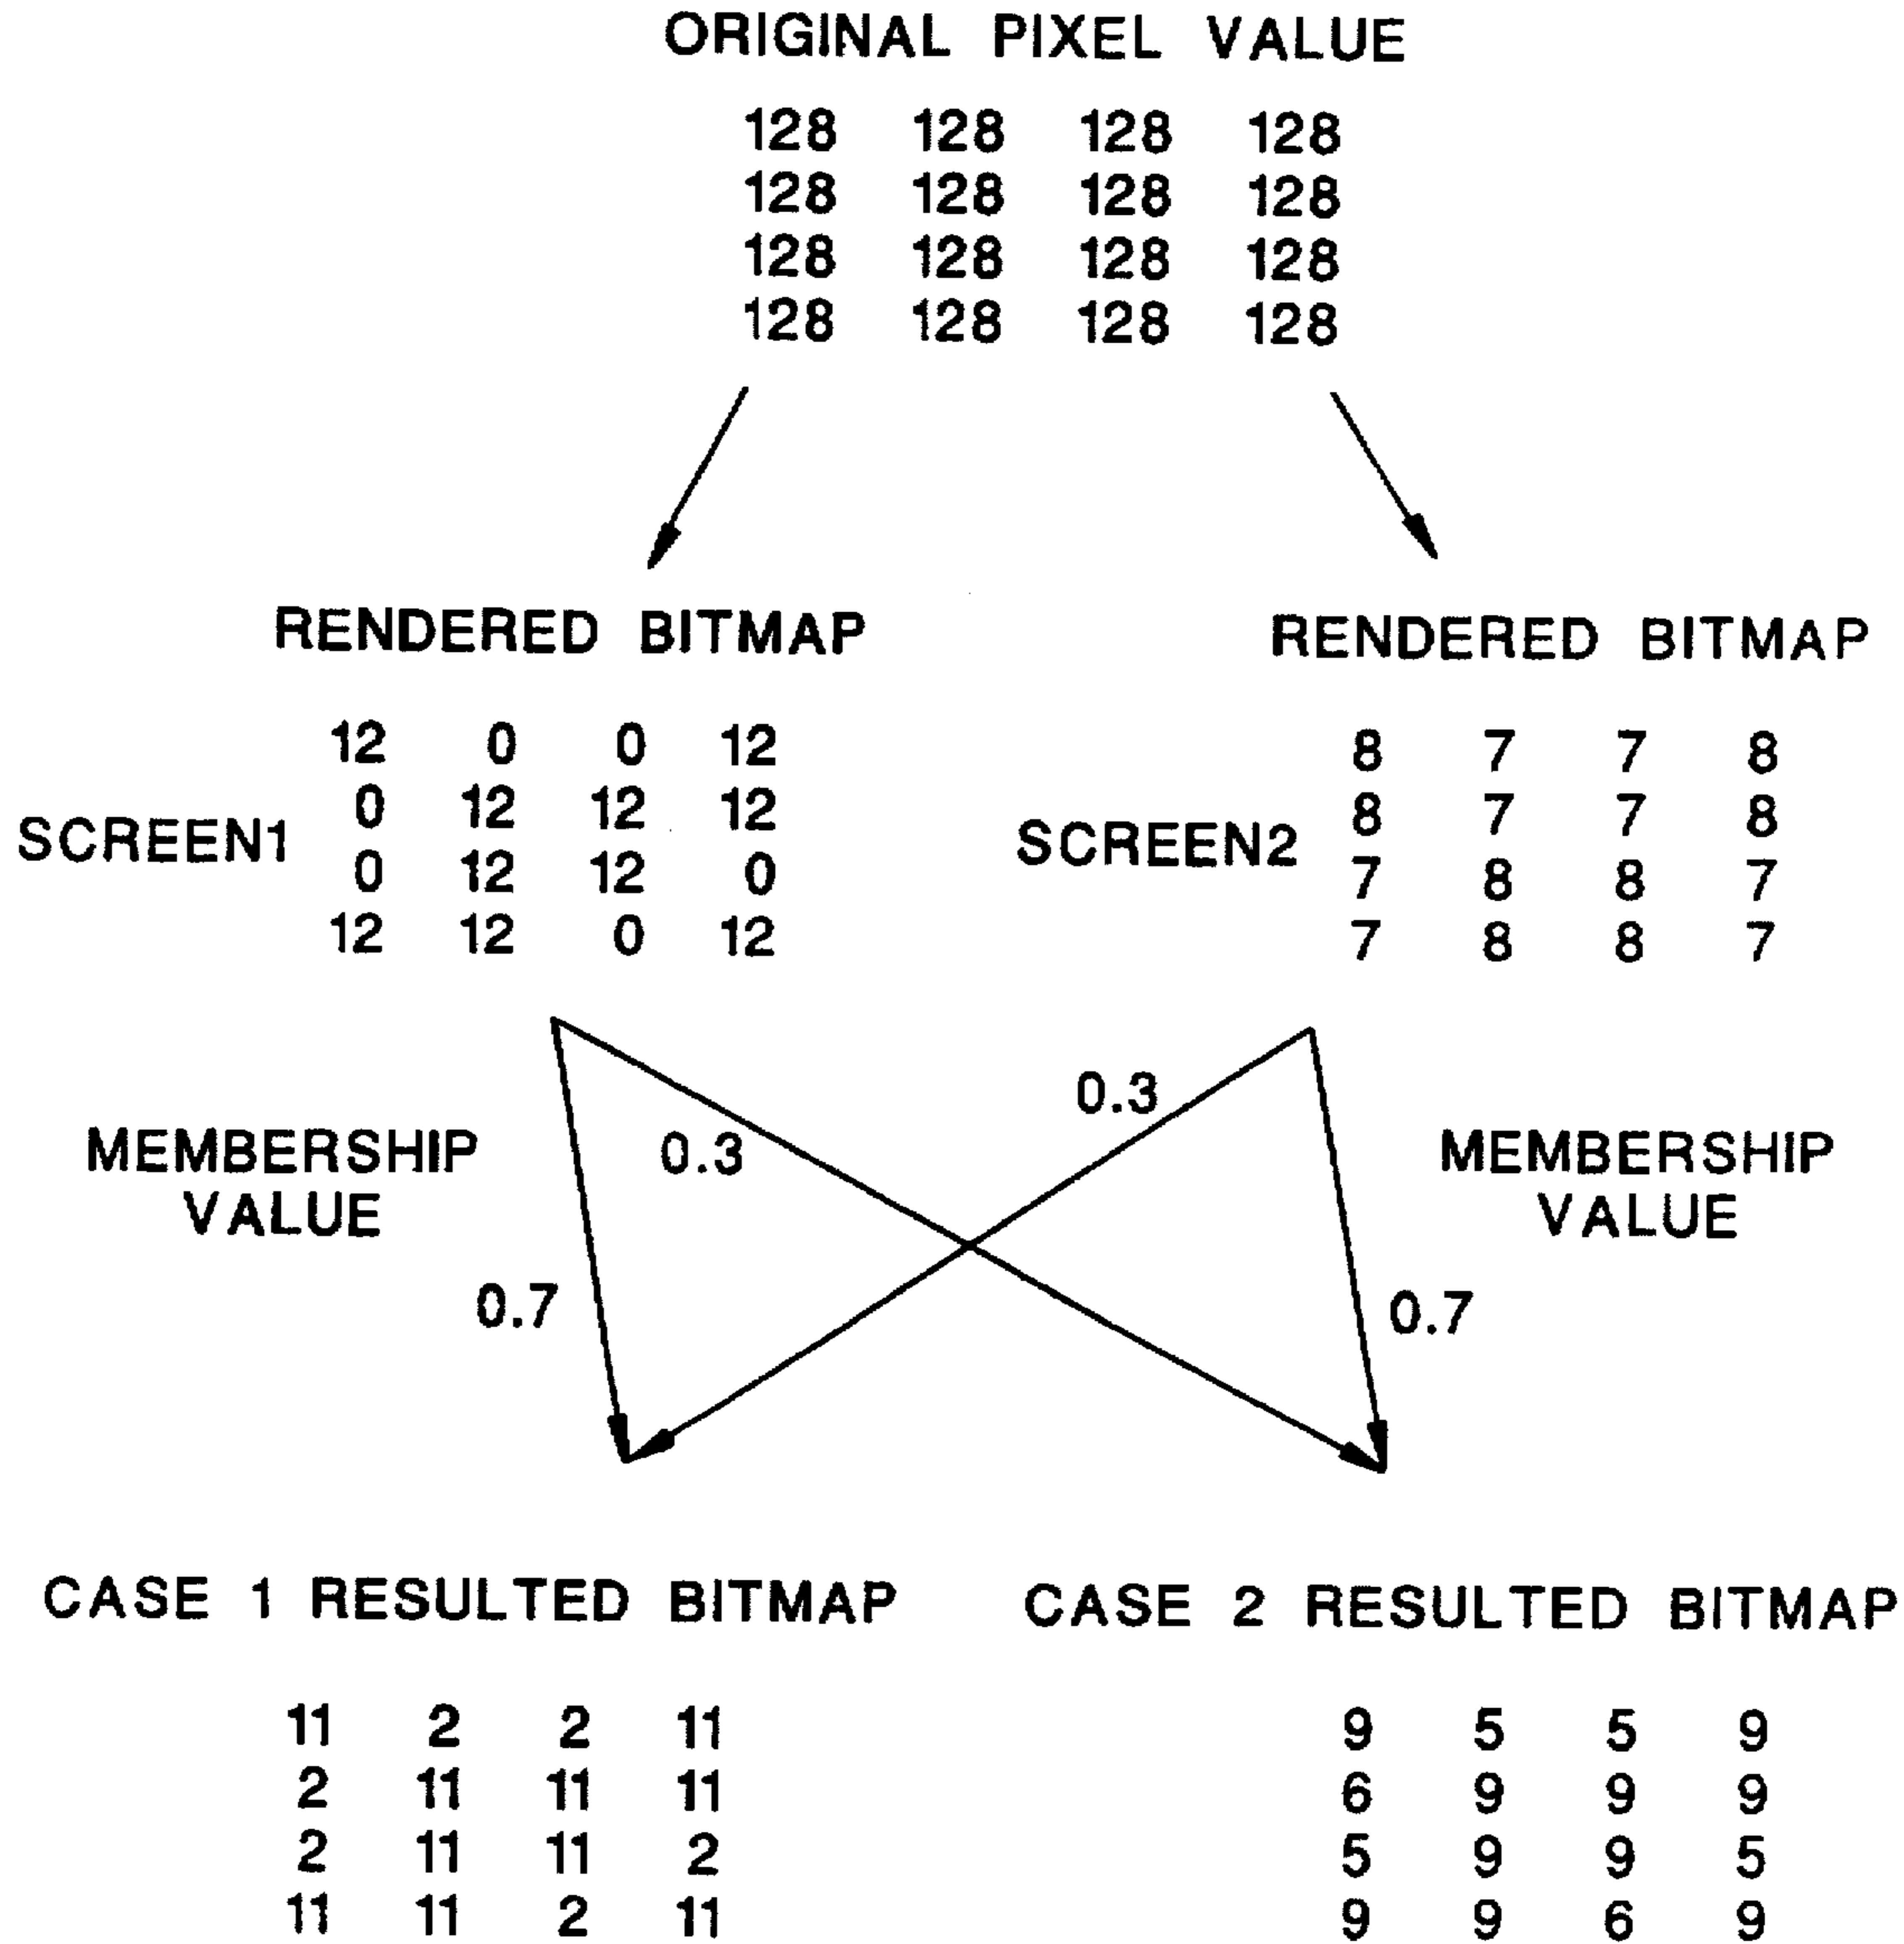 ORIGINAL PIXEL VALUE
128 128 128 128
128 128 128 128
128 128 128 128
128 128 128 128
RENDERED BITMAP
12 0 0 12
0 12 12 12
SCREEN1
0 12 12 0
12 12 0 12
RENDERED BITMAP
8 7 7 8
8 7 7 8
SCREEN2
7 8 8 7
7 8 8 7
MEMBERSHIP
VALUE
0.3
0.7
0.3
MEMBERSHIP
VALUE
0.7
CASE 1 RESULTED BITMAP
11 2 2 11
2 11 11 11
2 11 11 2
11 11 2 11
CASE 2 RESULTED BITMAP
9 5 5 9
6 9 9 9
5 9 9 5
9 9 6 9